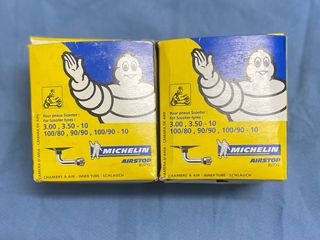 Pour pneus Scooter :
For Scooter tyres :
3.00 , 3.50 - 10
100/80 , 90/90 , 100/90 - 10
MICHELIN
AIRSTOP
BUTYL
CHAMBRE A AIR - INNER TUBE - SCHLAUCH
Pour pneus Scooter :
For Scooter tyres :
3.00 , 3.50 - 10
100/80 , 90/90 , 100/90 - 10
MICHELIN
AIRSTOP
BUTYL
CHAMBRE A AIR - INNER TUBE - SCHLAUCH